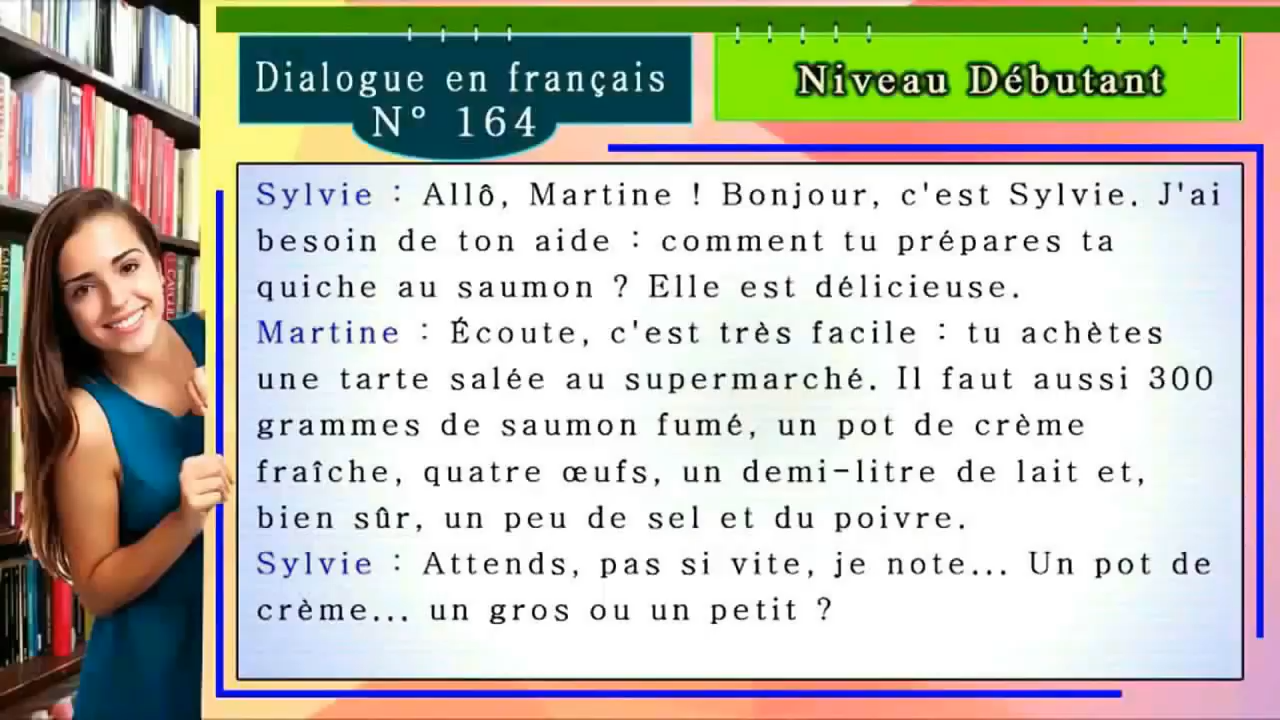 Dialogue en français
N° 164
Niveau Débutant
Sylvie : Allô, Martine ! Bonjour, c'est Sylvie. J'ai
besoin de ton aide : comment tu prépares ta
quiche au saumon ? Elle est délicieuse.
Martine : Écoute, c'est très facile : tu achètes
une tarte salée au supermarché. Il faut aussi 300
grammes de saumon fumé, un pot de crème
fraîche, quatre œufs, un demi-litre de lait et,
bien sûr, un peu de sel et du poivre.
Sylvie : Attends, pas si vite, je note... Un pot de
crème... un gros ou un petit ?